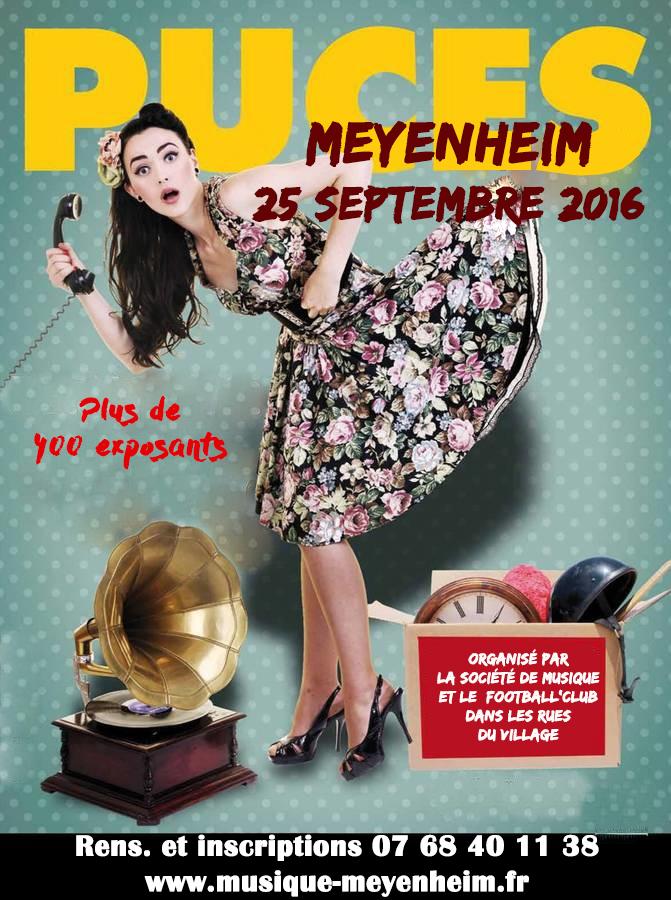 PUCES
MEYENHEIM
25 SEPTEMBRE 2016
Plus de
400 exposants
ORGANISÉ PAR
LA SOCIÉTÉ DE MUSIQUE
ET LE FOOTBALL'CLUB
DANS LES RUES
DU VILLAGE
Rens. et inscriptions 07 68 40 11 38
www.musique-meyenheim.fr